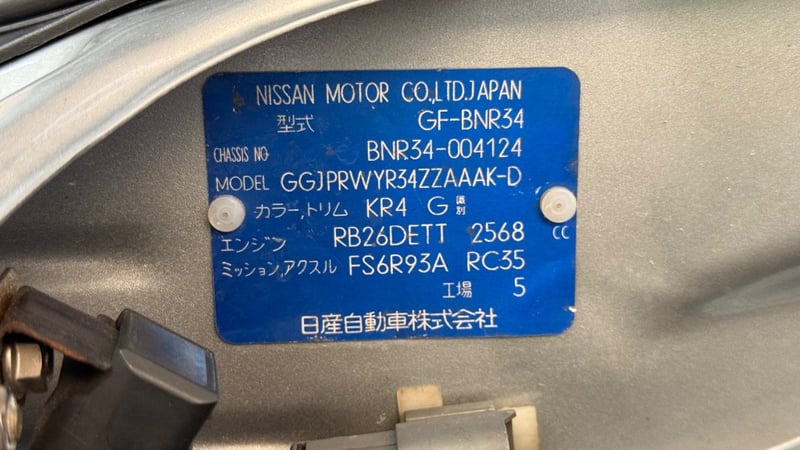 NISSAN MOTOR CO.,LTD.JAPAN
型式 GF-BNR34
CHASSIS NO BNR34-004124
MODEL GGJPRWYR34ZZAAAK-D
カラー,トリム KR4 G 識別
エンジン RB26DETT 2568 CC
ミッション,アクスル FS6R93A RC35
工場 5
日産自動車株式会社